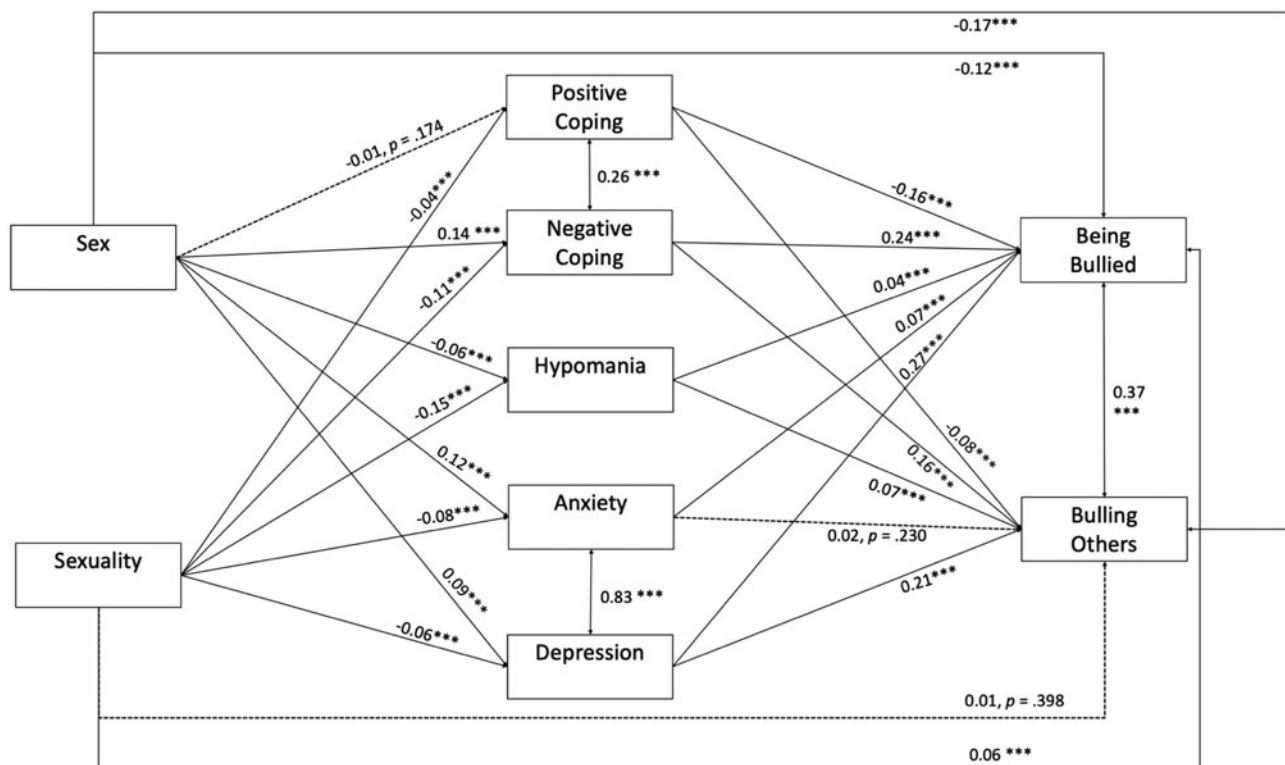 -0.17***
-0.12***
Positive
Coping
-0.01, p = .174
-0.04***
0.26 ***
-0.16***
Sex
0.14 ***
Negative
Coping
0.24***
Being
Bullied
-0.11***
0.04***
0.07***
-0.06***
Hypomania
0.27***
-0.15***
0.37
***
-0.08***
0.16***
0.12***
0.07***
-0.08***
Anxiety
Bulling
Others
0.02, p = .230
Sexuality
0.09***
0.83 ***
0.21***
-0.06***
Depression
0.01, p = .398
0.06 ***